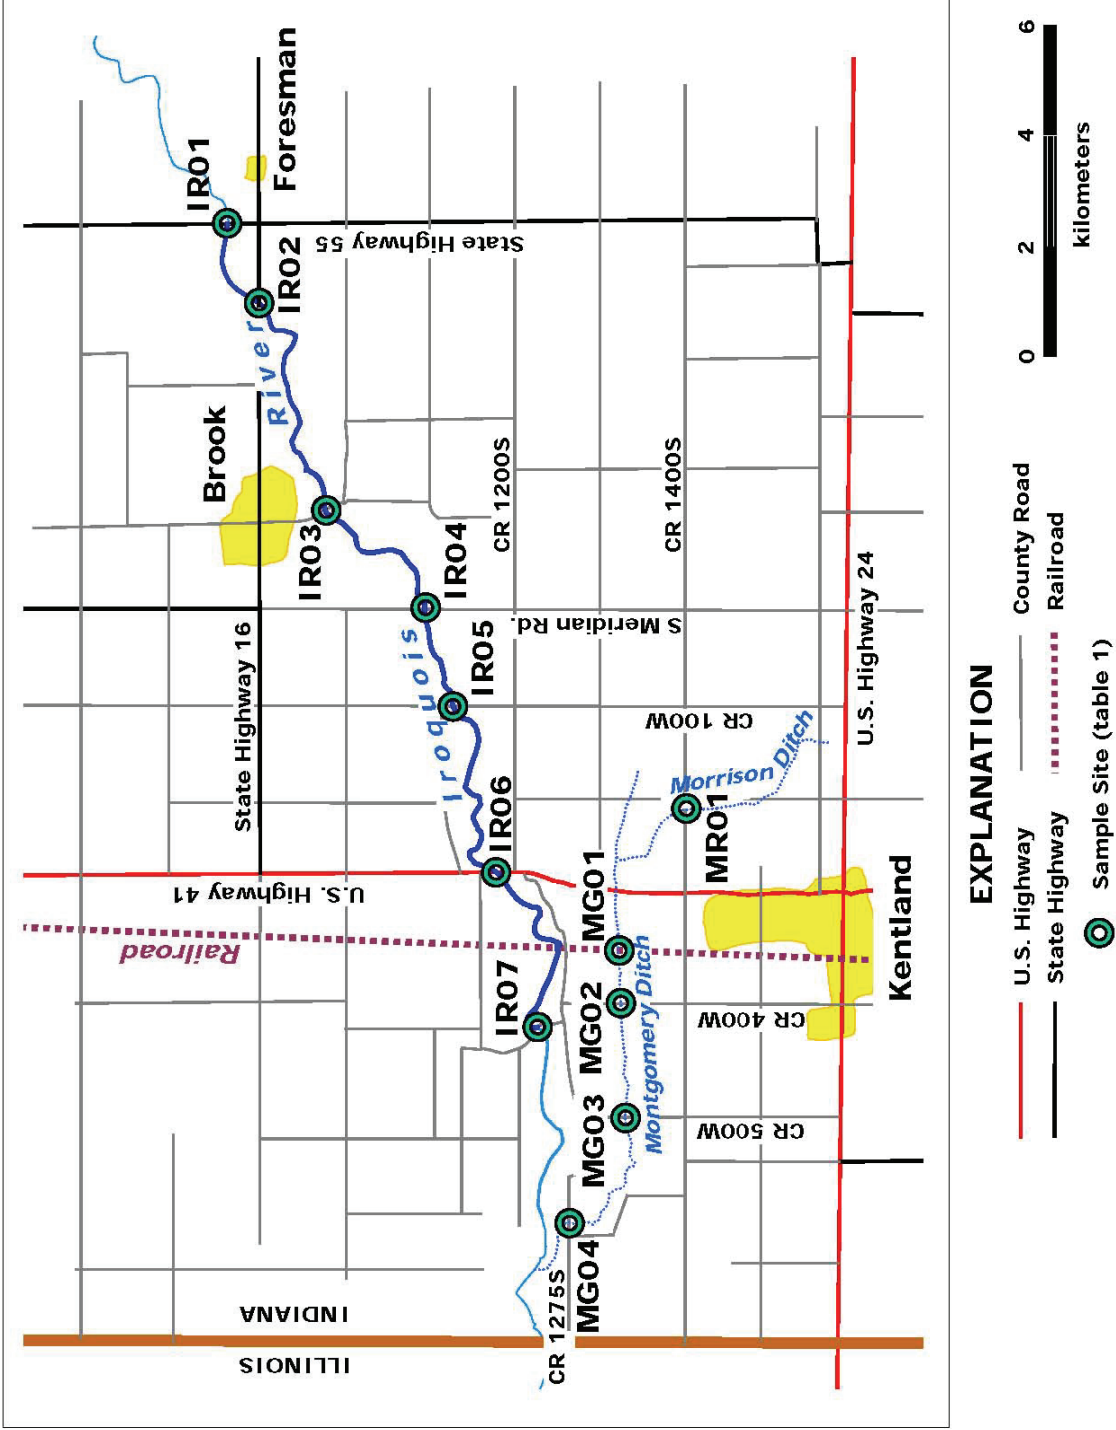 IR01
Foresman
State Highway 55
IR02
River
Brook
IR03
IR04
CR 1200S
CR 1400S
S Meridian Rd.
U.S. Highway 24
State Highway 16
Iroquois
IR05
CR 100W
IR06
Morrison Ditch
MR01
U.S. Highway 41
MG01
Railroad
IR07
MG02
CR 400W
Kentland
Montgomery Ditch
MG03
CR 500W
MG04
CR 1275S
INDIANA
ILLINOIS
EXPLANATION
U.S. Highway
State Highway
County Road
Railroad
Sample Site (table 1)
0 2 4 6
kilometers